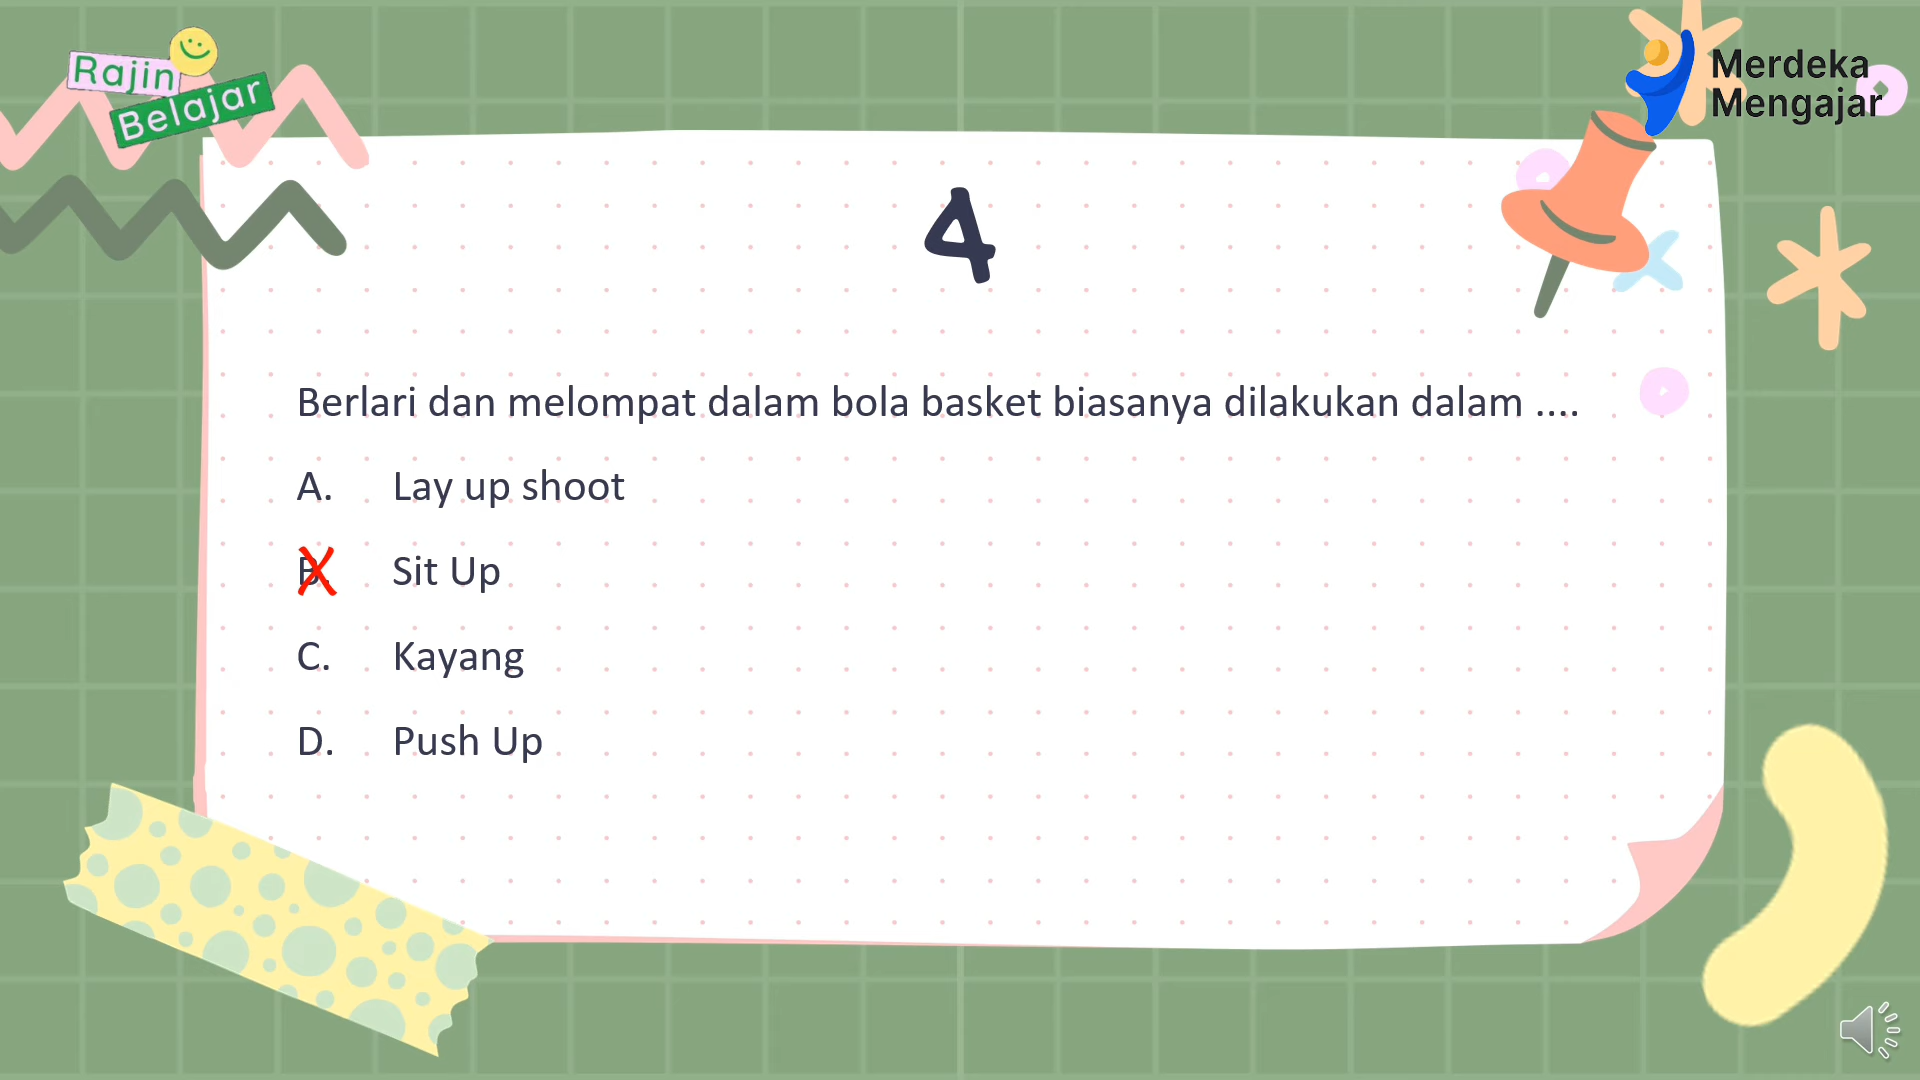 Rajin
Belajar
Merdeka
Mengajar
4
Berlari dan melompat dalam bola basket biasanya dilakukan dalam ....
A. Lay up shoot
B. Sit Up
C. Kayang
D. Push Up